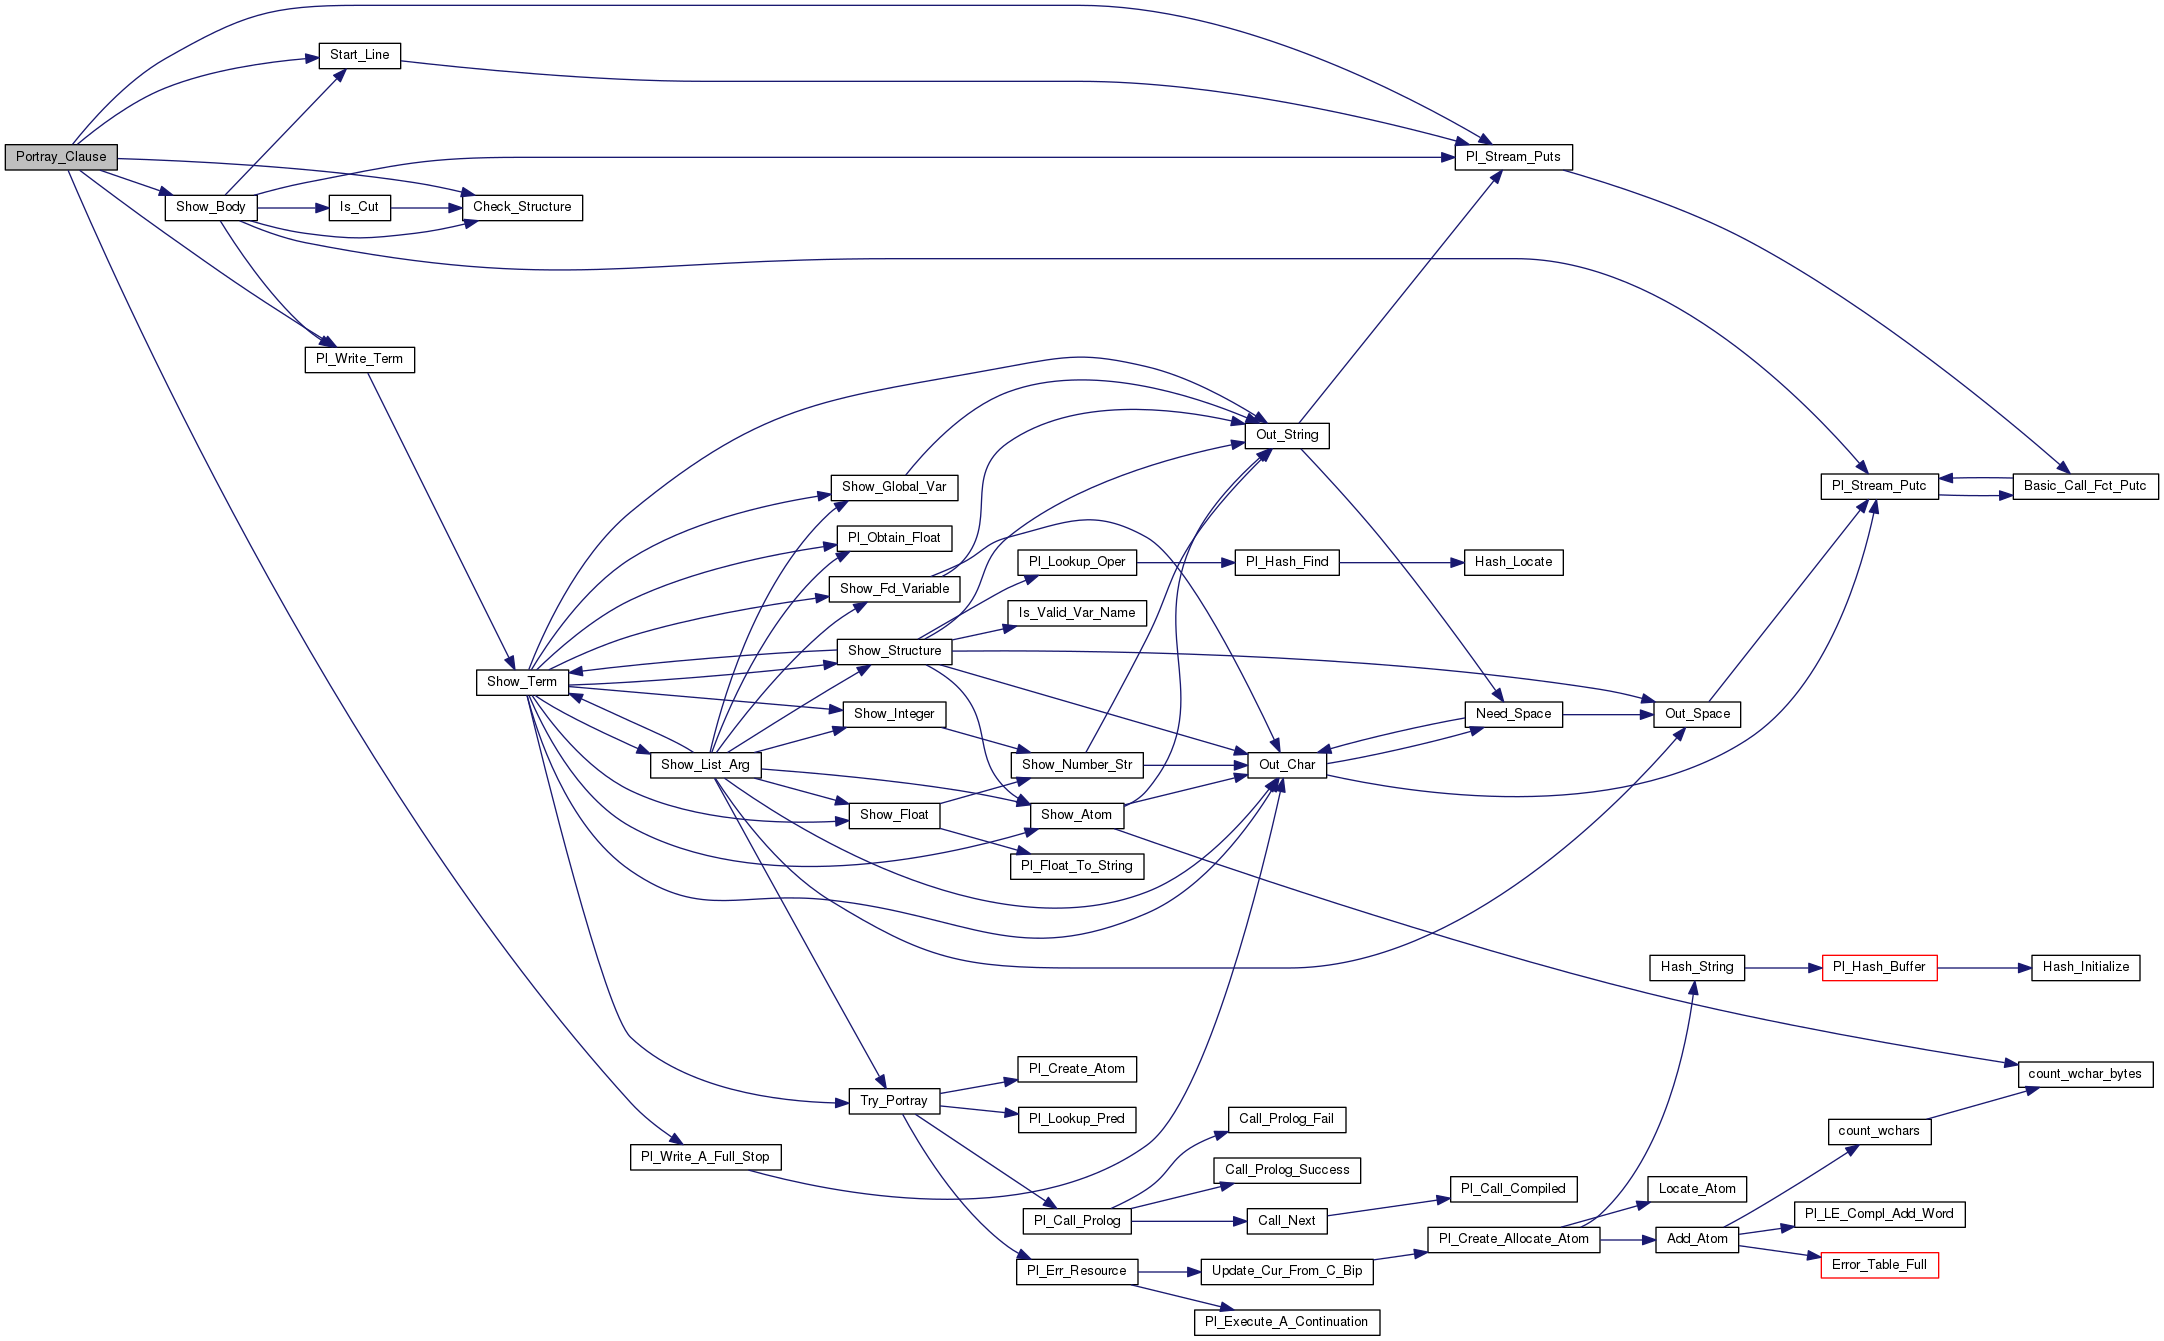 Portray_Clause
Start_Line
Pl_Stream_Puts
Show_Body
Is_Cut
Check_Structure
Pl_Write_Term
Out_String
Show_Global_Var
Pl_Stream_Putc
Basic_Call_Fct_Putc
Pl_Obtain_Float
Pl_Lookup_Oper
Pl_Hash_Find
Hash_Locate
Show_Fd_Variable
Is_Valid_Var_Name
Show_Structure
Show_Term
Show_Integer
Need_Space
Out_Space
Show_List_Arg
Show_Number_Str
Out_Char
Show_Float
Show_Atom
Pl_Float_To_String
Hash_String
Pl_Hash_Buffer
Hash_Initialize
Pl_Create_Atom
count_wchar_bytes
Try_Portray
Pl_Lookup_Pred
Call_Prolog_Fail
count_wchars
Pl_Write_A_Full_Stop
Call_Prolog_Success
Pl_Call_Compiled
Locate_Atom
Pl_LE_Compl_Add_Word
Pl_Call_Prolog
Call_Next
Pl_Create_Allocate_Atom
Add_Atom
Error_Table_Full
Pl_Err_Resource
Update_Cur_From_C_Bip
Pl_Execute_A_Continuation